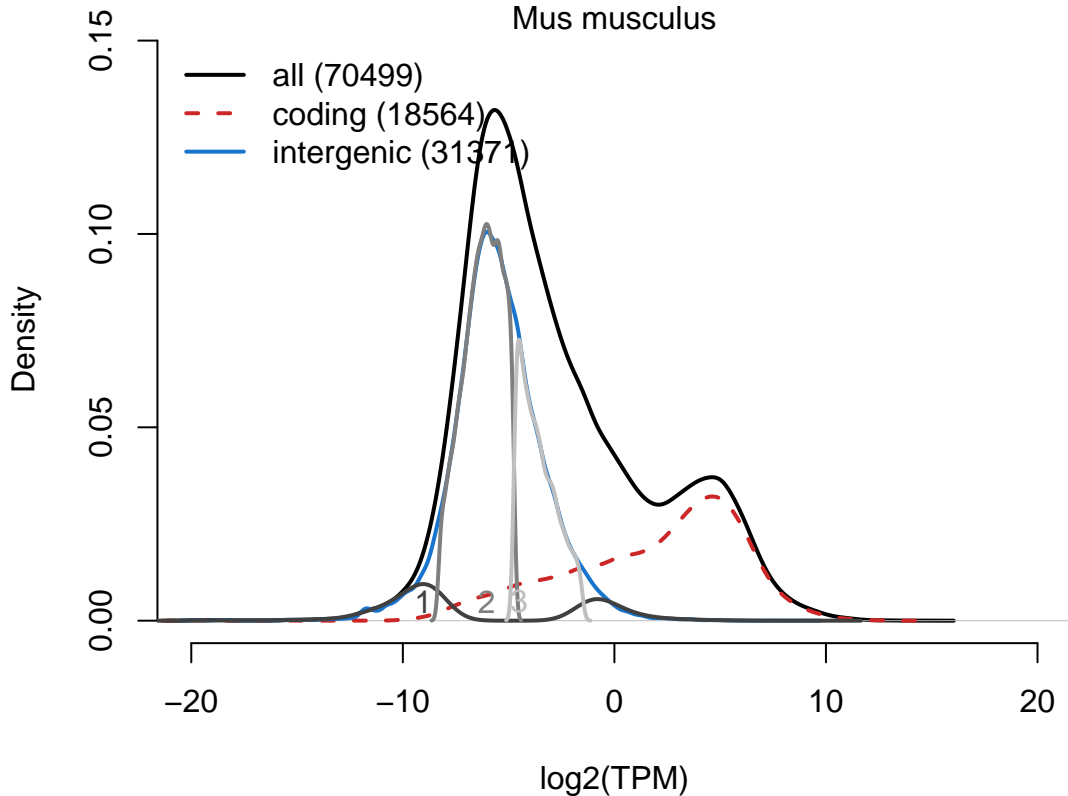 Mus musculus
all (70499)
coding (18564)
intergenic (31371)
Density
0.15
0.10
0.05
0.00
1 2 3
−20 −10 0 10 20
log2(TPM)